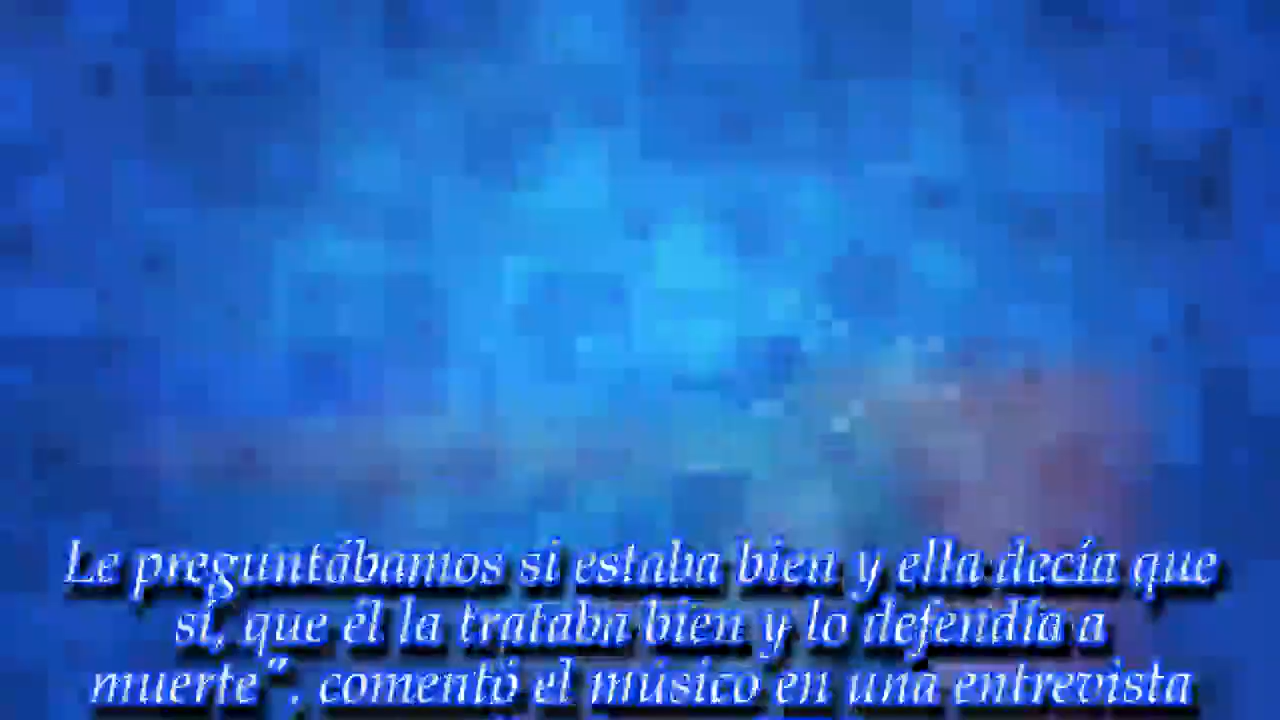 Le preguntábamos si estaba bien y ella decía que
sí, que él la trataba bien y lo defendía a
muerte”, comentó el músico en una entrevista